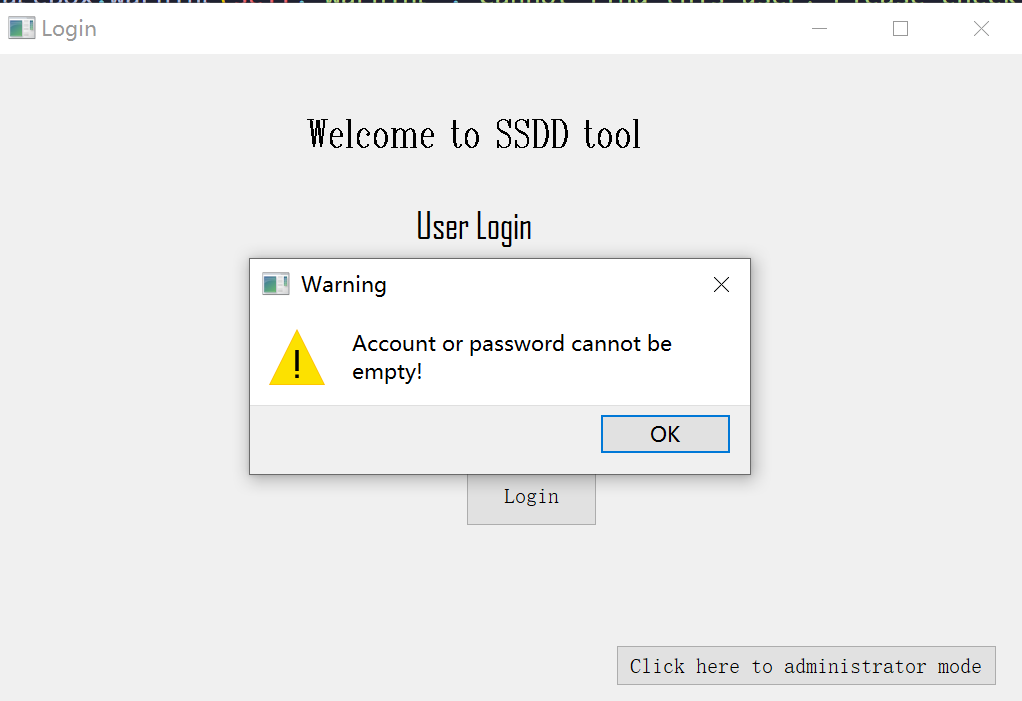 Login
Welcome to SSDD tool
User Login
Warning
Account or password cannot be
empty!
OK
Login
Click here to administrator mode